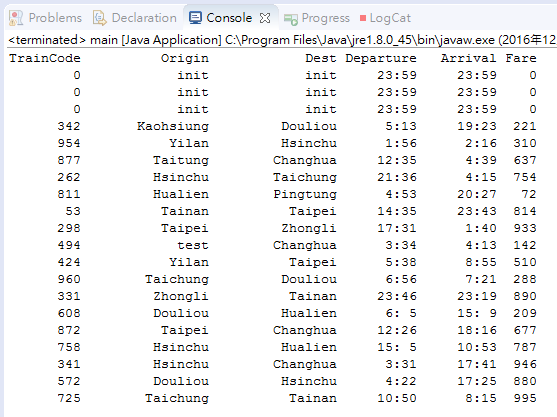 Problems Declaration Console Progress LogCat
<terminated> main [Java Application] C:\Program Files\Java\jre1.8.0_45\bin\javaw.exe (2016年12
TrainCode Origin Dest Departure Arrival Fare
0 init init 23:59 23:59 0
0 init init 23:59 23:59 0
0 init init 23:59 23:59 0
342 Kaohsiung Douliou 5:13 19:23 221
954 Yilan Hsinchu 1:56 2:16 310
877 Taitung Changhua 12:35 4:39 637
262 Hsinchu Taichung 21:36 4:15 754
811 Hualien Pingtung 4:53 20:27 72
53 Tainan Taipei 14:35 23:43 814
298 Taipei Zhongli 17:31 1:40 933
494 test Changhua 3:34 4:13 142
424 Yilan Taipei 5:38 8:55 510
960 Taichung Douliou 6:56 7:21 288
331 Zhongli Tainan 23:46 23:19 890
608 Douliou Hualien 6: 5 15: 9 209
872 Taipei Changhua 12:26 18:16 677
758 Hsinchu Hualien 15: 5 10:53 787
341 Hsinchu Changhua 3:31 17:41 946
572 Douliou Hsinchu 4:22 17:25 880
725 Taichung Tainan 10:50 8:15 995